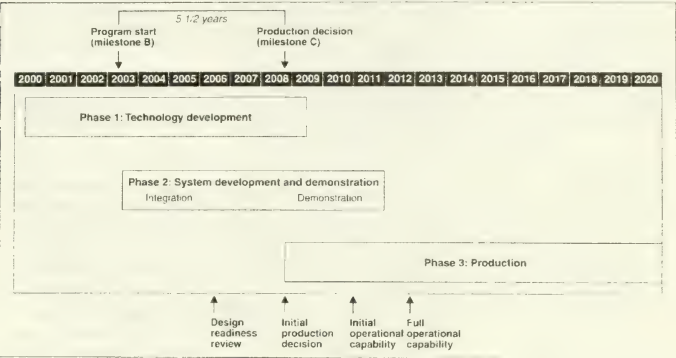 5 1/2 years
Program start
(milestone B)
Production decision
(milestone C)
2000 2001 2002 2003 2004 2005 2006 2007 2008 2009 2010 2011 2012 2013 2014 2015 2016 2017 2018 2019 2020
Phase 1: Technology development
Phase 2: System development and demonstration
Integration Demonstration
Phase 3: Production
Design
readiness
review
Initial
production
decision
Initial
operational
capability
Full
operational
capability